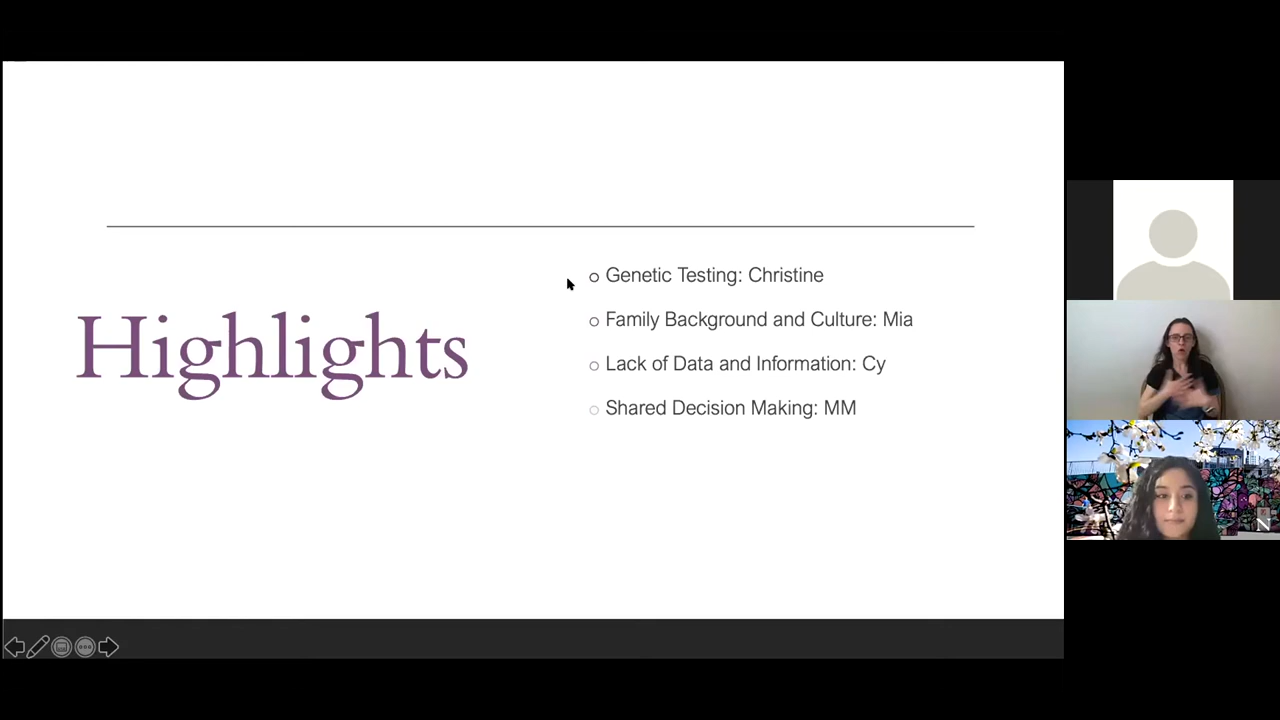 Highlights
Genetic Testing: Christine
Family Background and Culture: Mia
Lack of Data and Information: Cy
Shared Decision Making: MM
N